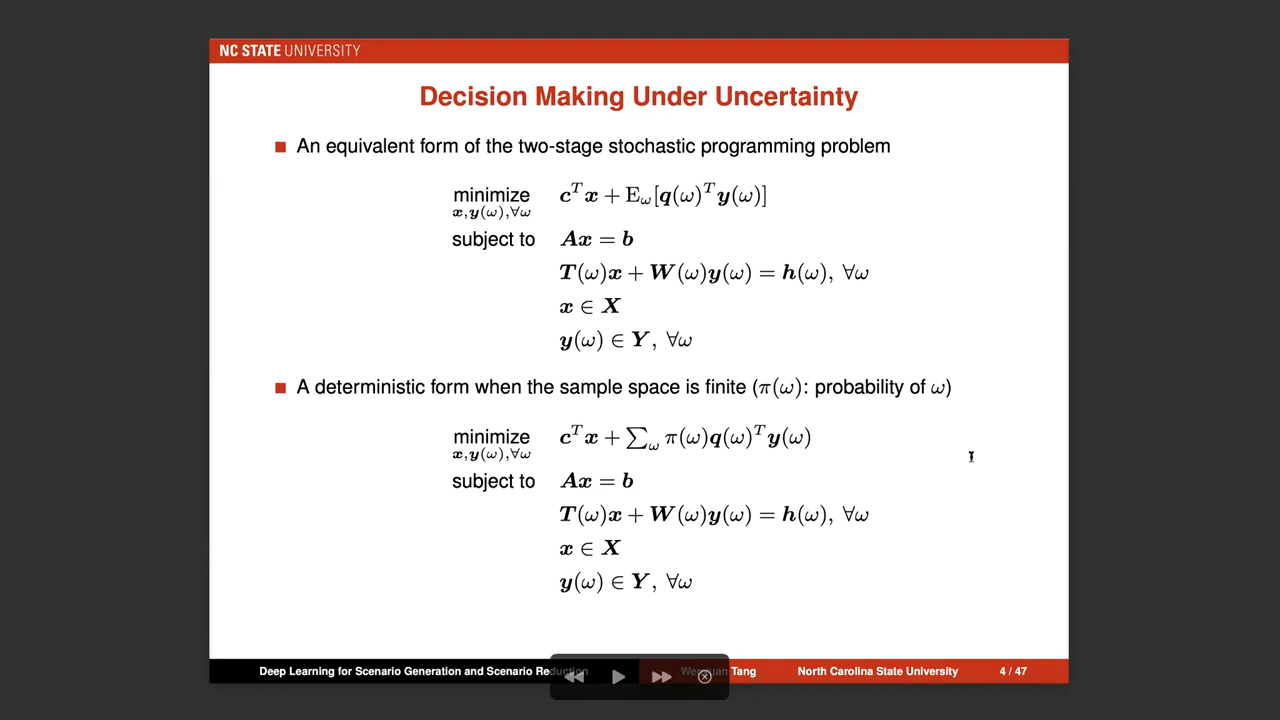 NC STATE UNIVERSITY
Decision Making Under Uncertainty
An equivalent form of the two-stage stochastic programming problem
minimize c^T x + E_ω[q(ω)^T y(ω)]
x,y(ω),∀ω
subject to Ax = b
T(ω)x + W(ω)y(ω) = h(ω), ∀ω
x ∈ X
y(ω) ∈ Y, ∀ω
A deterministic form when the sample space is finite (π(ω): probability of ω)
minimize c^T x + ∑_ω π(ω)q(ω)^T y(ω)
x,y(ω),∀ω
subject to Ax = b
T(ω)x + W(ω)y(ω) = h(ω), ∀ω
x ∈ X
y(ω) ∈ Y, ∀ω
Deep Learning for Scenario Generation and Scenario Reduction Tang North Carolina State University 4 / 47